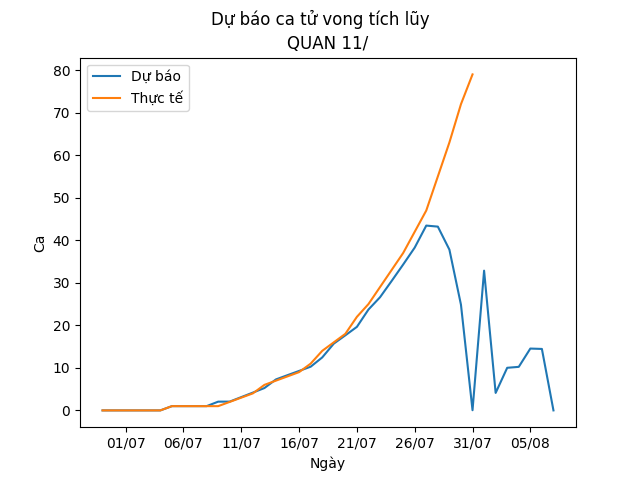 Dự báo ca tử vong tích lũy
QUAN 11/
Dự báo
Thực tế
80
70
60
50
40
30
20
10
0
Ca
01/07 06/07 11/07 16/07 21/07 26/07 31/07 05/08
Ngày